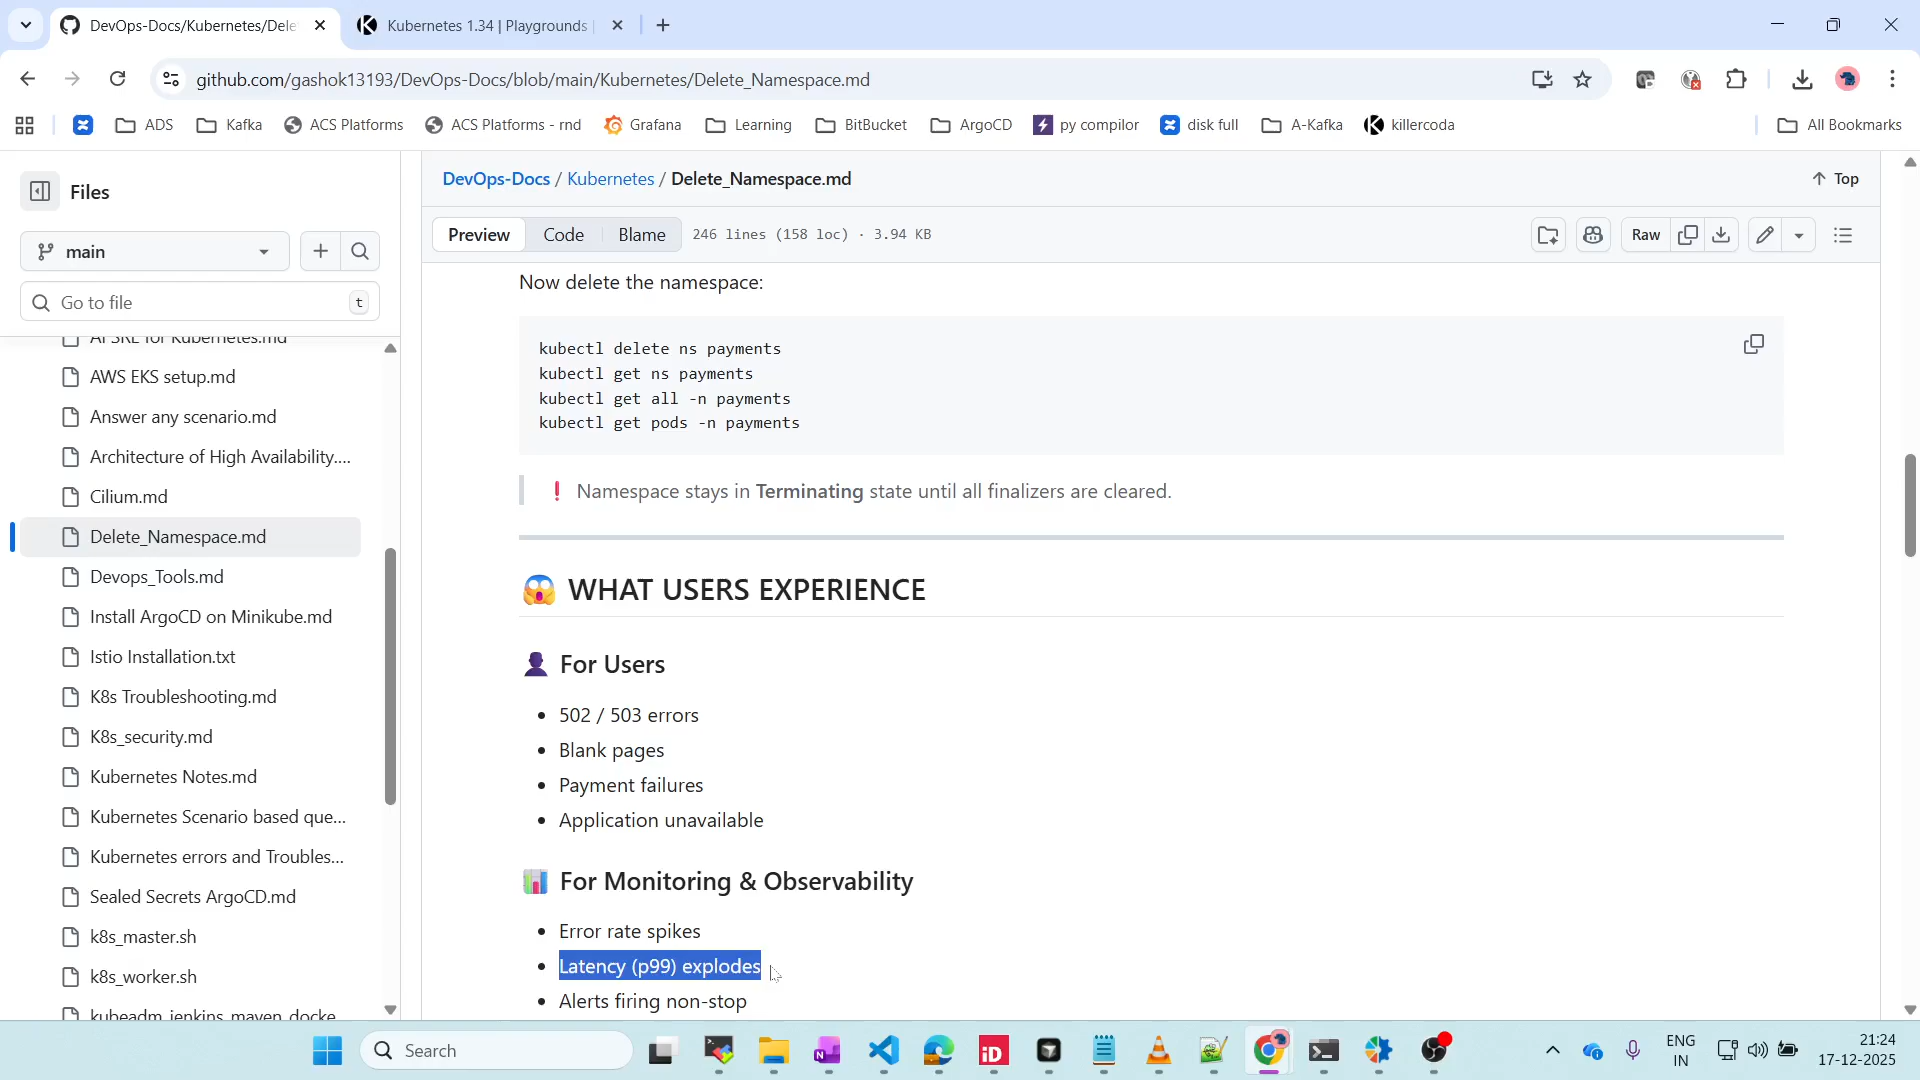 DevOps-Docs/Kubernetes/Dele
Kubernetes 1.34 | Playgrounds |
github.com/gashok13193/DevOps-Docs/blob/main/Kubernetes/Delete_Namespace.md
ADS
Kafka
ACS Platforms
ACS Platforms - rnd
Grafana
Learning
BitBucket
ArgoCD
py compilor
disk full
A-Kafka
killercoda
All Bookmarks
Files
main
Go to file
t
AI SRE for Kubernetes.md
AWS EKS setup.md
Answer any scenario.md
Architecture of High Availability....
Cilium.md
Delete_Namespace.md
Devops_Tools.md
Install ArgoCD on Minikube.md
Istio Installation.txt
K8s Troubleshooting.md
K8s_security.md
Kubernetes Notes.md
Kubernetes Scenario based que...
Kubernetes errors and Troubles...
Sealed Secrets ArgoCD.md
k8s_master.sh
k8s_worker.sh
kubeadm_jenkins_maven_docke...
DevOps-Docs / Kubernetes / Delete_Namespace.md
Top
Preview
Code
Blame
246 lines (158 loc) · 3.94 KB
Raw
Now delete the namespace:
kubectl delete ns payments
kubectl get ns payments
kubectl get all -n payments
kubectl get pods -n payments
❗ Namespace stays in Terminating state until all finalizers are cleared.
😱 WHAT USERS EXPERIENCE
👤 For Users
• 502 / 503 errors
• Blank pages
• Payment failures
• Application unavailable
📊 For Monitoring & Observability
• Error rate spikes
• Latency (p99) explodes
• Alerts firing non-stop
Search
iD
ENG
IN
21:24
17-12-2025